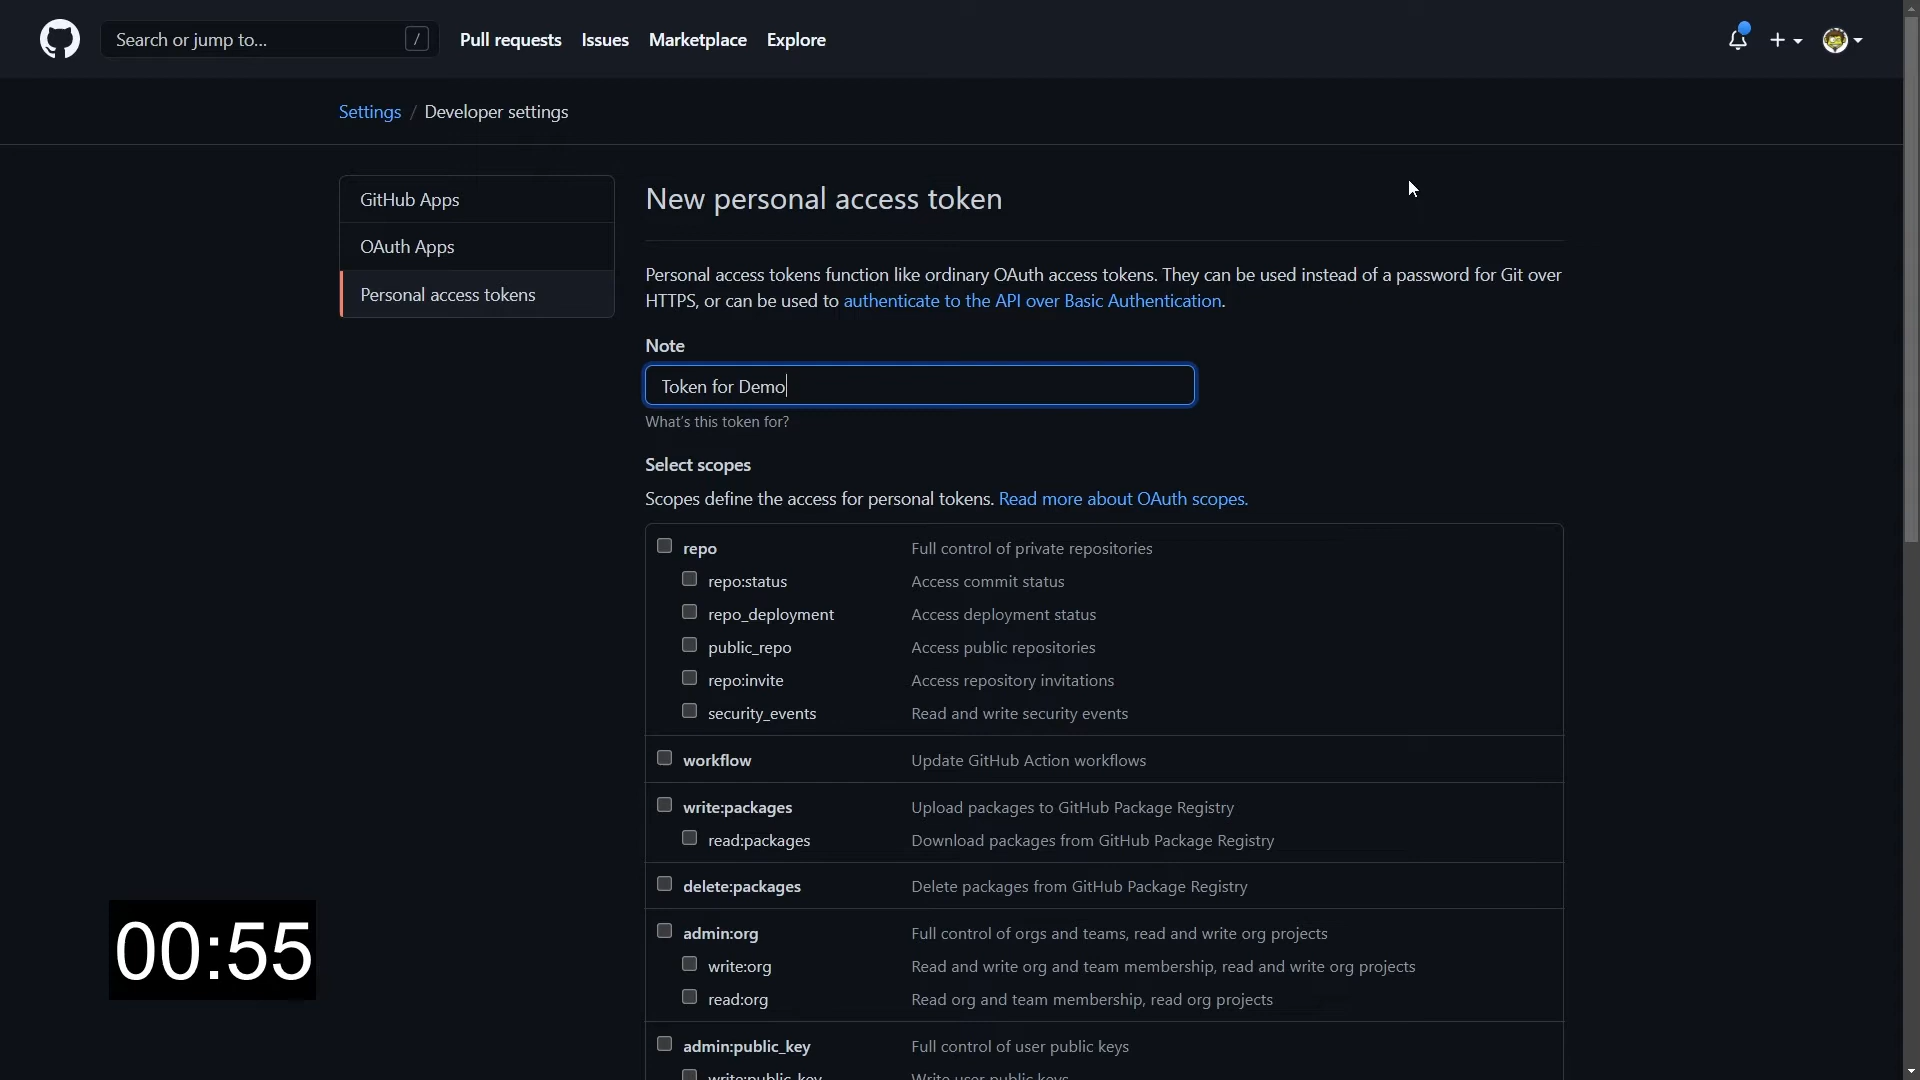 Search or jump to... /
Pull requests Issues Marketplace Explore
Settings / Developer settings
GitHub Apps
OAuth Apps
Personal access tokens
New personal access token
Personal access tokens function like ordinary OAuth access tokens. They can be used instead of a password for Git over
HTTPS, or can be used to authenticate to the API over Basic Authentication.
Note
Token for Demo
What's this token for?
Select scopes
Scopes define the access for personal tokens. Read more about OAuth scopes.
repo Full control of private repositories
repo:status Access commit status
repo_deployment Access deployment status
public_repo Access public repositories
repo:invite Access repository invitations
security_events Read and write security events
workflow Update GitHub Action workflows
write:packages Upload packages to GitHub Package Registry
read:packages Download packages from GitHub Package Registry
delete:packages Delete packages from GitHub Package Registry
admin:org Full control of orgs and teams, read and write org projects
write:org Read and write org and team membership, read and write org projects
read:org Read org and team membership, read org projects
admin:public_key Full control of user public keys
write:public_key Write user public keys
00:55